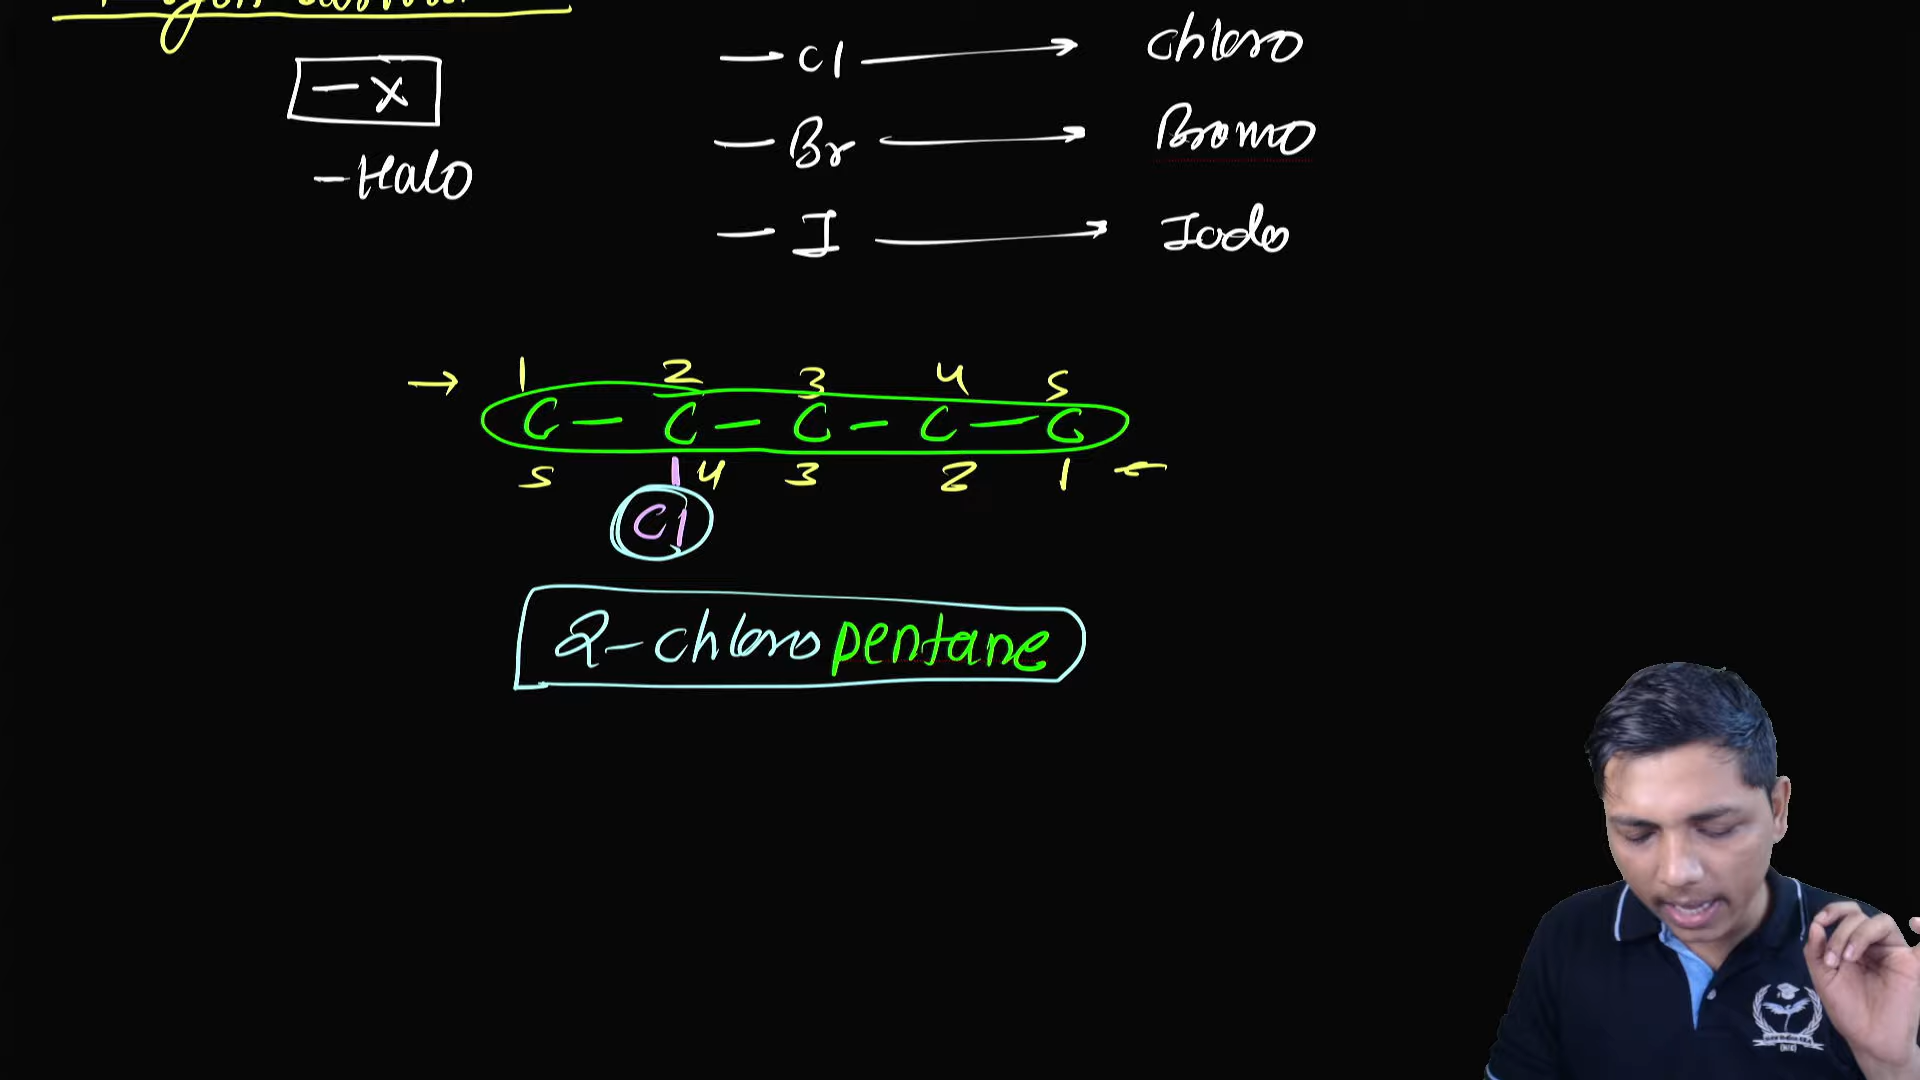 - X
- Halo
- Cl → chloro
- Br → Bromo
- I → Iodo
→ 1 2 3 4 5
C - C - C - C - C
5 4 3 2 1 ←
Cl
2-chloropentane